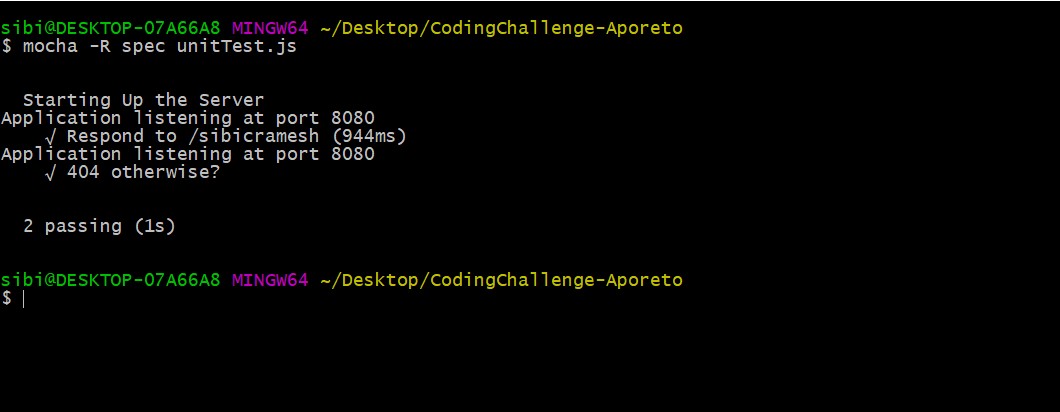 sibi@DESKTOP-07A66A8 MINGW64 ~/Desktop/CodingChallenge-Aporeto
$ mocha -R spec unitTest.js
Starting Up the Server
Application listening at port 8080
√ Respond to /sibicramesh (944ms)
Application listening at port 8080
√ 404 otherwise?
2 passing (1s)
sibi@DESKTOP-07A66A8 MINGW64 ~/Desktop/CodingChallenge-Aporeto
$